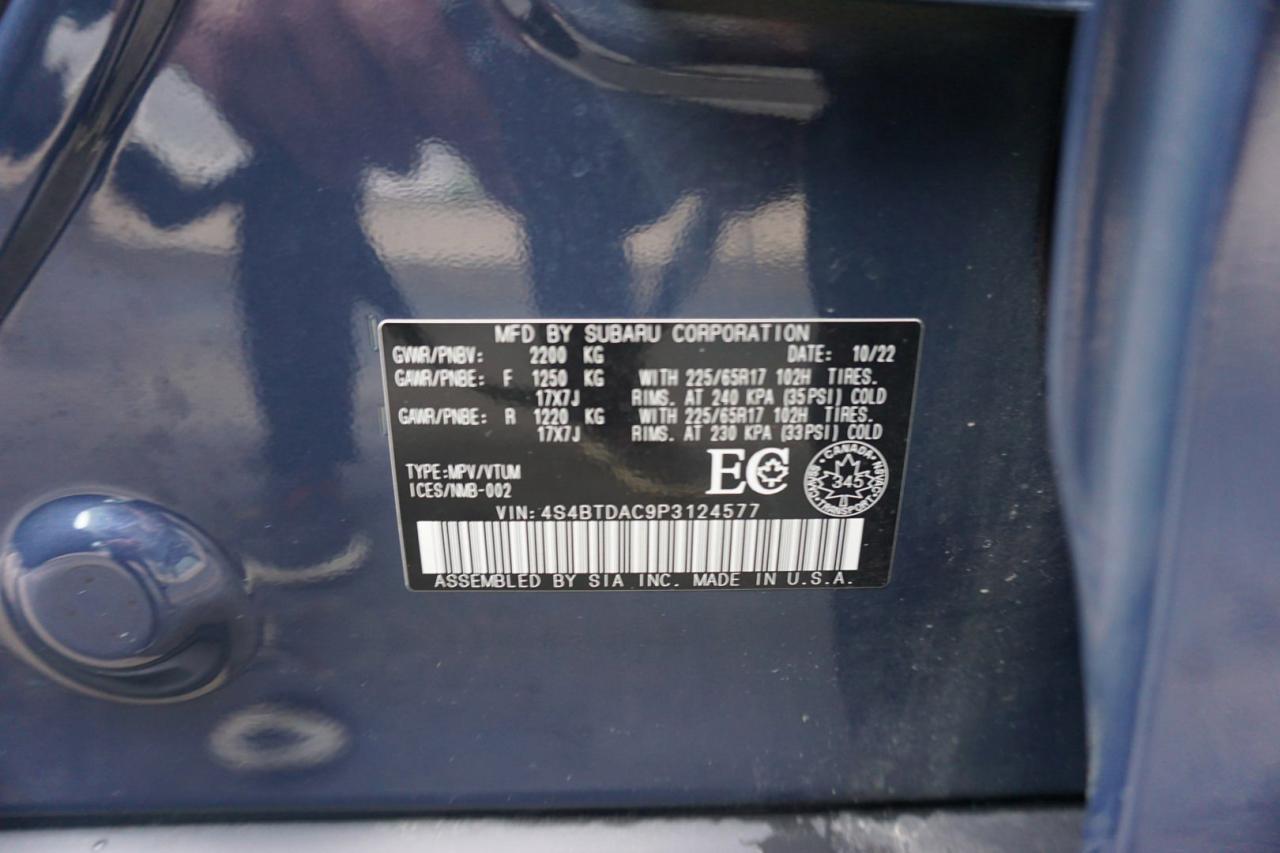 MFD BY SUBARU CORPORATION
GVWR/PNBV: 2200 KG DATE: 10/22
GAWR/PNBE: F 1250 KG WITH 225/65R17 102H TIRES.
17X7J RIMS. AT 240 KPA (35PSI) COLD
GAWR/PNBE: R 1220 KG WITH 225/65R17 102H TIRES.
17X7J RIMS. AT 230 KPA (33PSI) COLD
EC
CANADA
345
TRANSPORT
TYPE:MPV/VTUM
ICES/NMB-002
VIN: 4S4BTDAC9P3124577
ASSEMBLED BY SIA INC. MADE IN U.S.A.